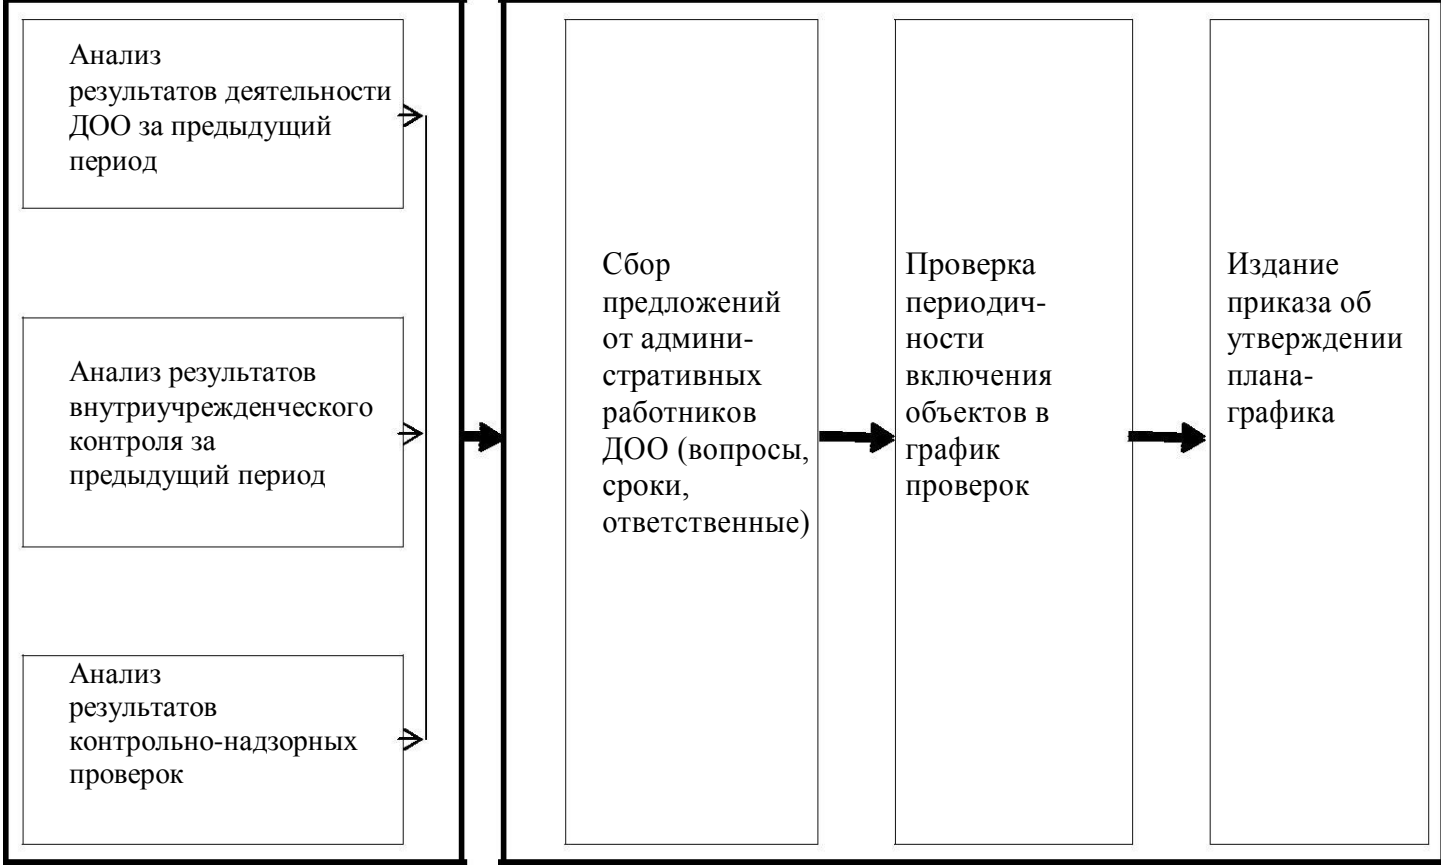 Анализ
результатов деятельности
ДОО за предыдущий
период
Анализ результатов
внутриучрежденческого
контроля за
предыдущий период
Анализ
результатов
контрольно-надзорных
проверок
Сбор
предложений
от админи-
стративных
работников
ДОО (вопросы,
сроки,
ответственные)
Проверка
периодич-
ности
включения
объектов в
график
проверок
Издание
приказа об
утверждении
плана-
графика